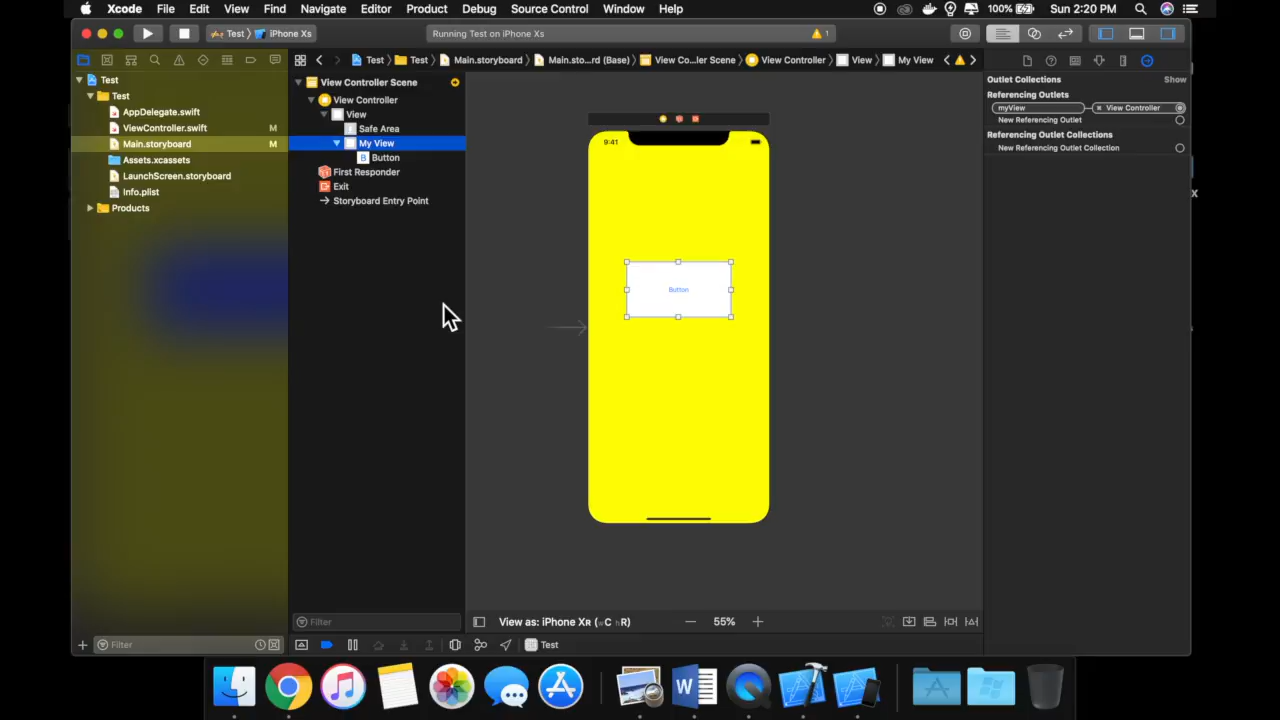 Xcode File Edit View Find Navigate Editor Product Debug Source Control Window Help 100% Sun 2:20 PM
Test iPhone Xs Running Test on iPhone Xs 1
Test Main.storyboard Main.sto...rd (Base) View Co...ller Scene View Controller View My View
Test
Test
AppDelegate.swift
ViewController.swift M
Main.storyboard M
Assets.xcassets
LaunchScreen.storyboard
Info.plist
Products
View Controller Scene
View Controller
View
Safe Area
My View
B Button
First Responder
Exit
Storyboard Entry Point
9:41
Button
Outlet Collections Show
Referencing Outlets
myView View Controller
New Referencing Outlet
Referencing Outlet Collections
New Referencing Outlet Collection
X
Filter
View as: iPhone XR (wC hR) 55%
Filter
Test
W